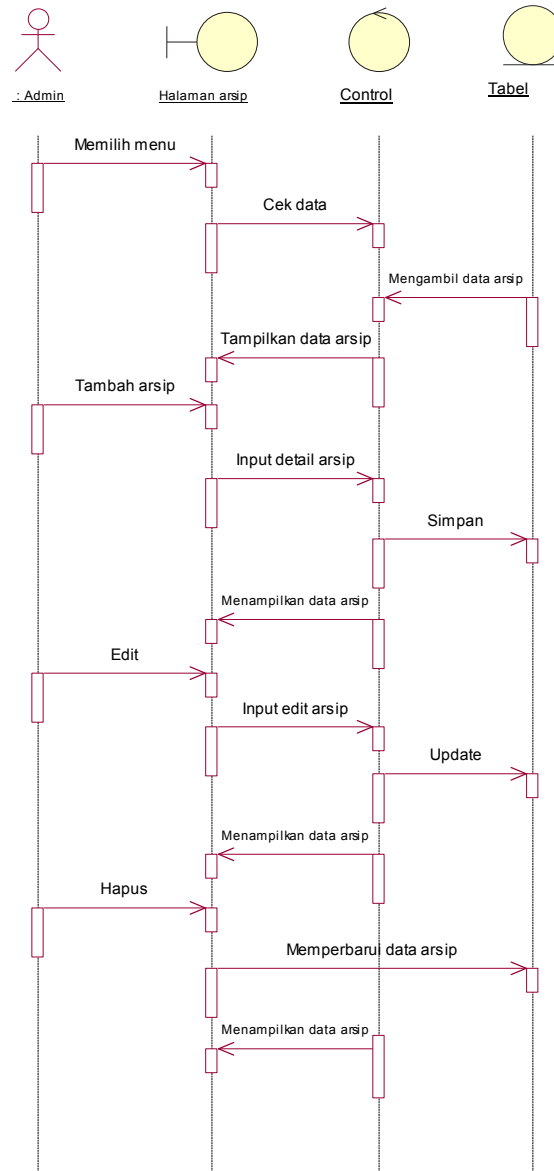 : Admin
Halaman arsip
Control
Tabel
Memilih menu
Cek data
Mengambil data arsip
Tampilkan data arsip
Tambah arsip
Input detail arsip
Simpan
Menampilkan data arsip
Edit
Input edit arsip
Update
Menampilkan data arsip
Hapus
Memperbarui data arsip
Menampilkan data arsip